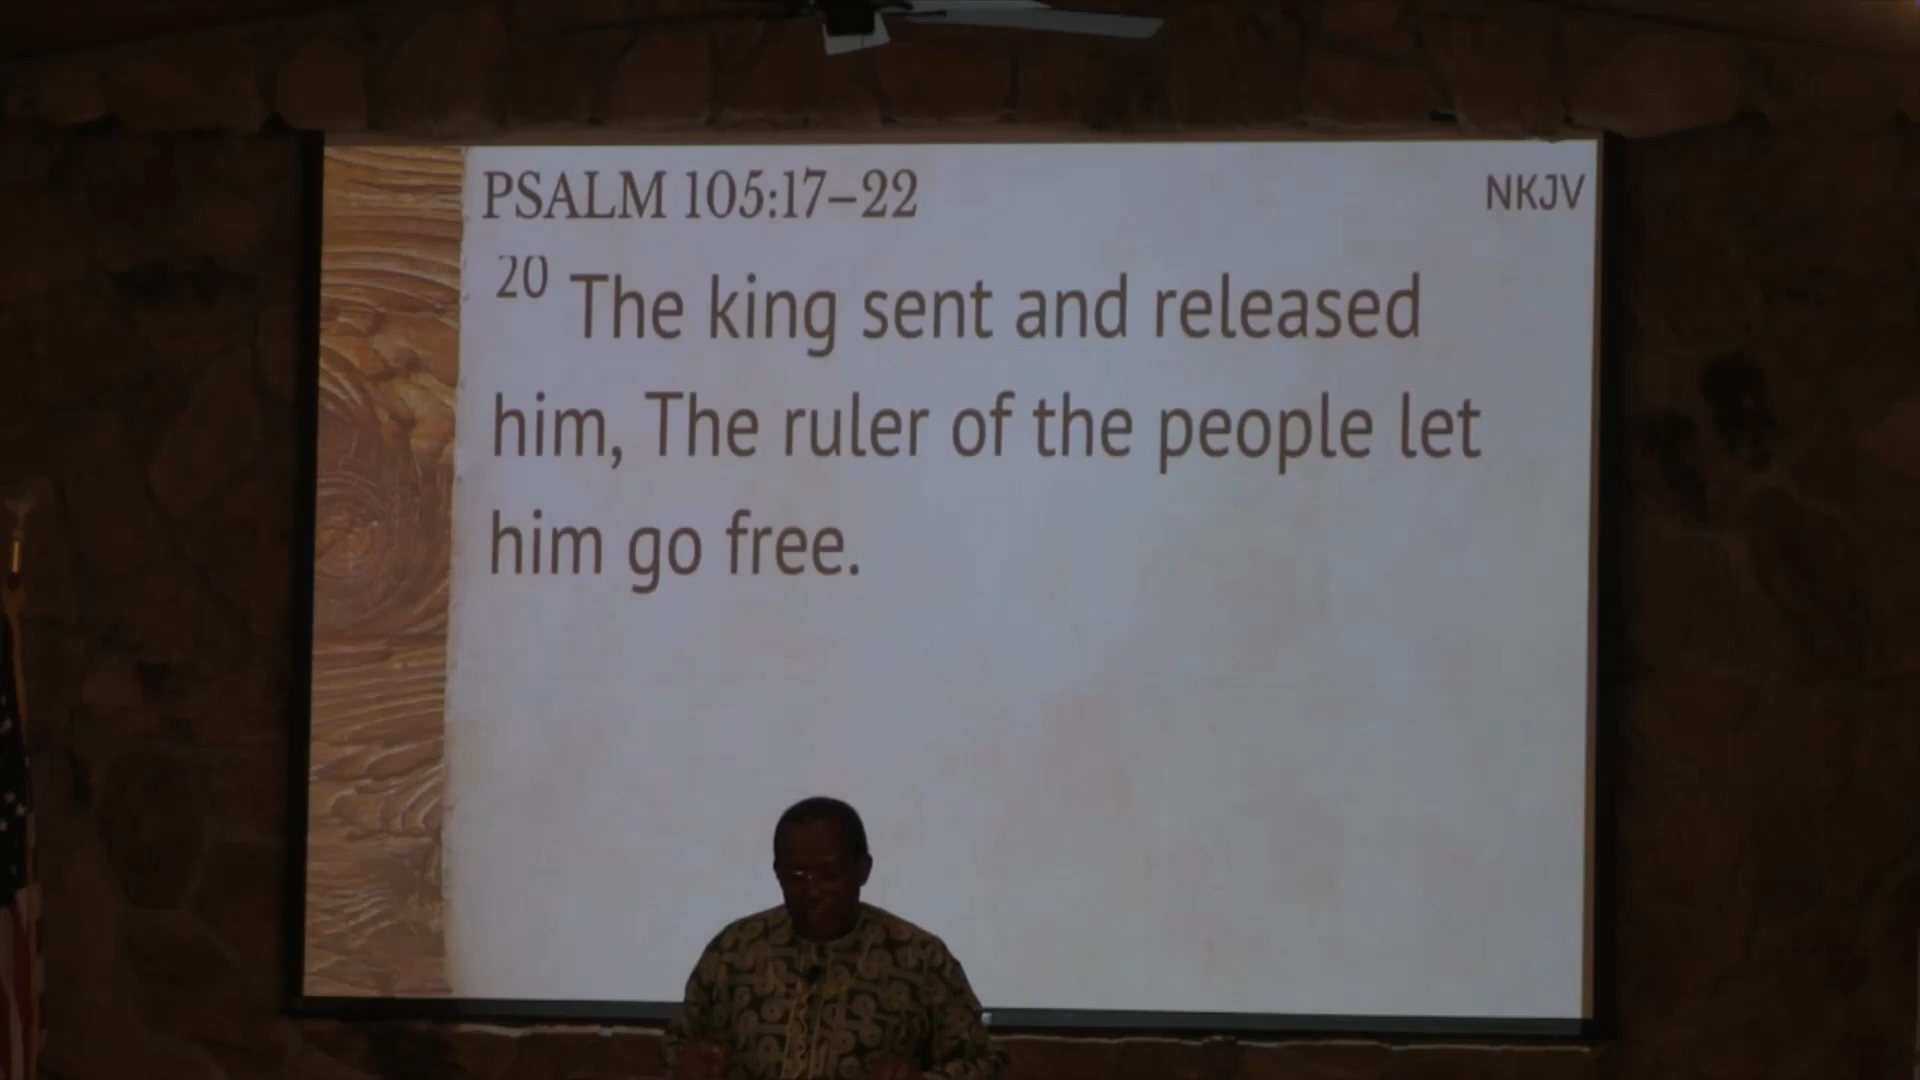 PSALM 105:17–22
NKJV
20 The king sent and released
him, The ruler of the people let
him go free.